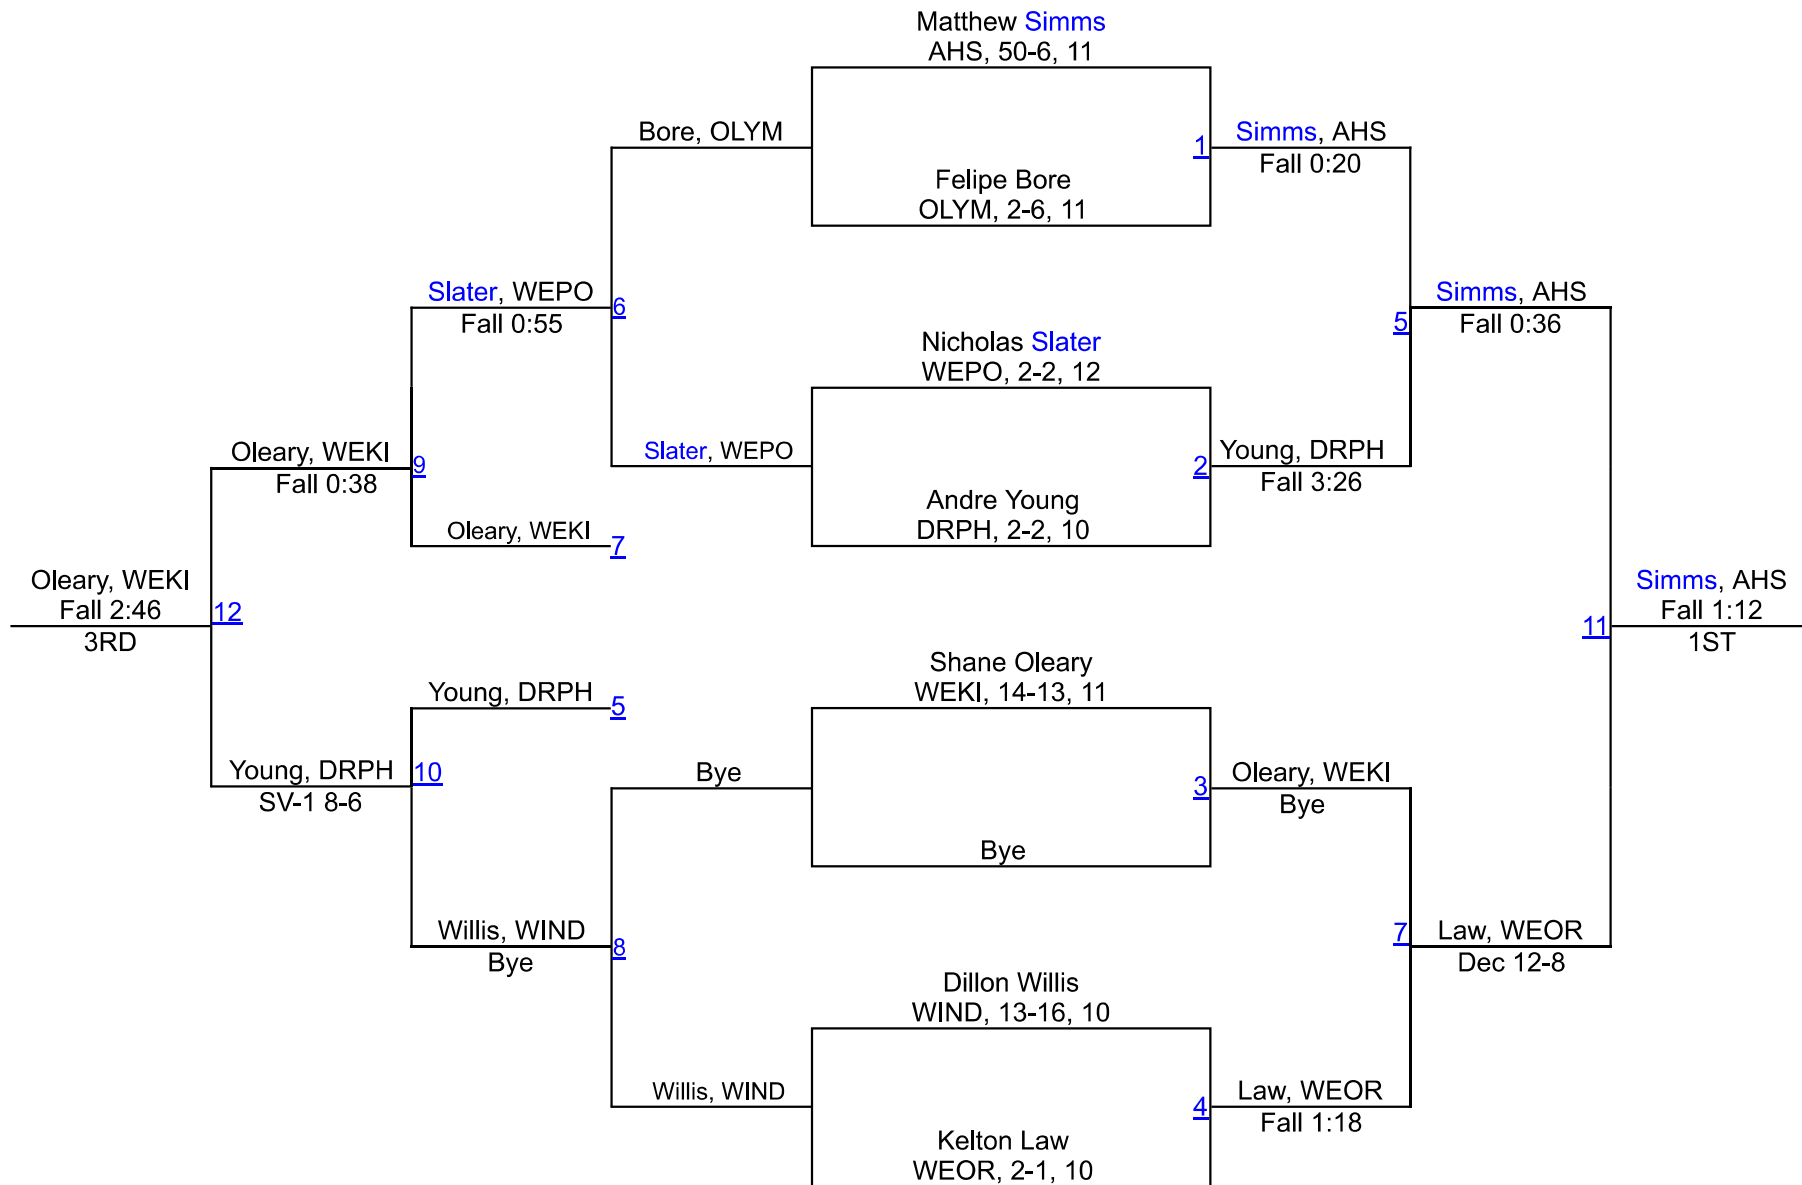 Matthew Simms
AHS, 50-6, 11
Bore, OLYM
1
Simms, AHS
Fall 0:20
Felipe Bore
OLYM, 2-6, 11
Slater, WEPO
Fall 0:55
6
Simms, AHS
Fall 0:36
5
Nicholas Slater
WEPO, 2-2, 12
Oleary, WEKI
Fall 0:38
9
Slater, WEPO
2
Young, DRPH
Fall 3:26
Andre Young
DRPH, 2-2, 10
Oleary, WEKI
7
Oleary, WEKI
Fall 2:46
3RD
12
Simms, AHS
Fall 1:12
1ST
11
Shane Oleary
WEKI, 14-13, 11
Young, DRPH
5
Young, DRPH
SV-1 8-6
10
Bye
3
Oleary, WEKI
Bye
Bye
Willis, WIND
Bye
8
7
Law, WEOR
Dec 12-8
Dillon Willis
WIND, 13-16, 10
Willis, WIND
4
Law, WEOR
Fall 1:18
Kelton Law
WEOR, 2-1, 10